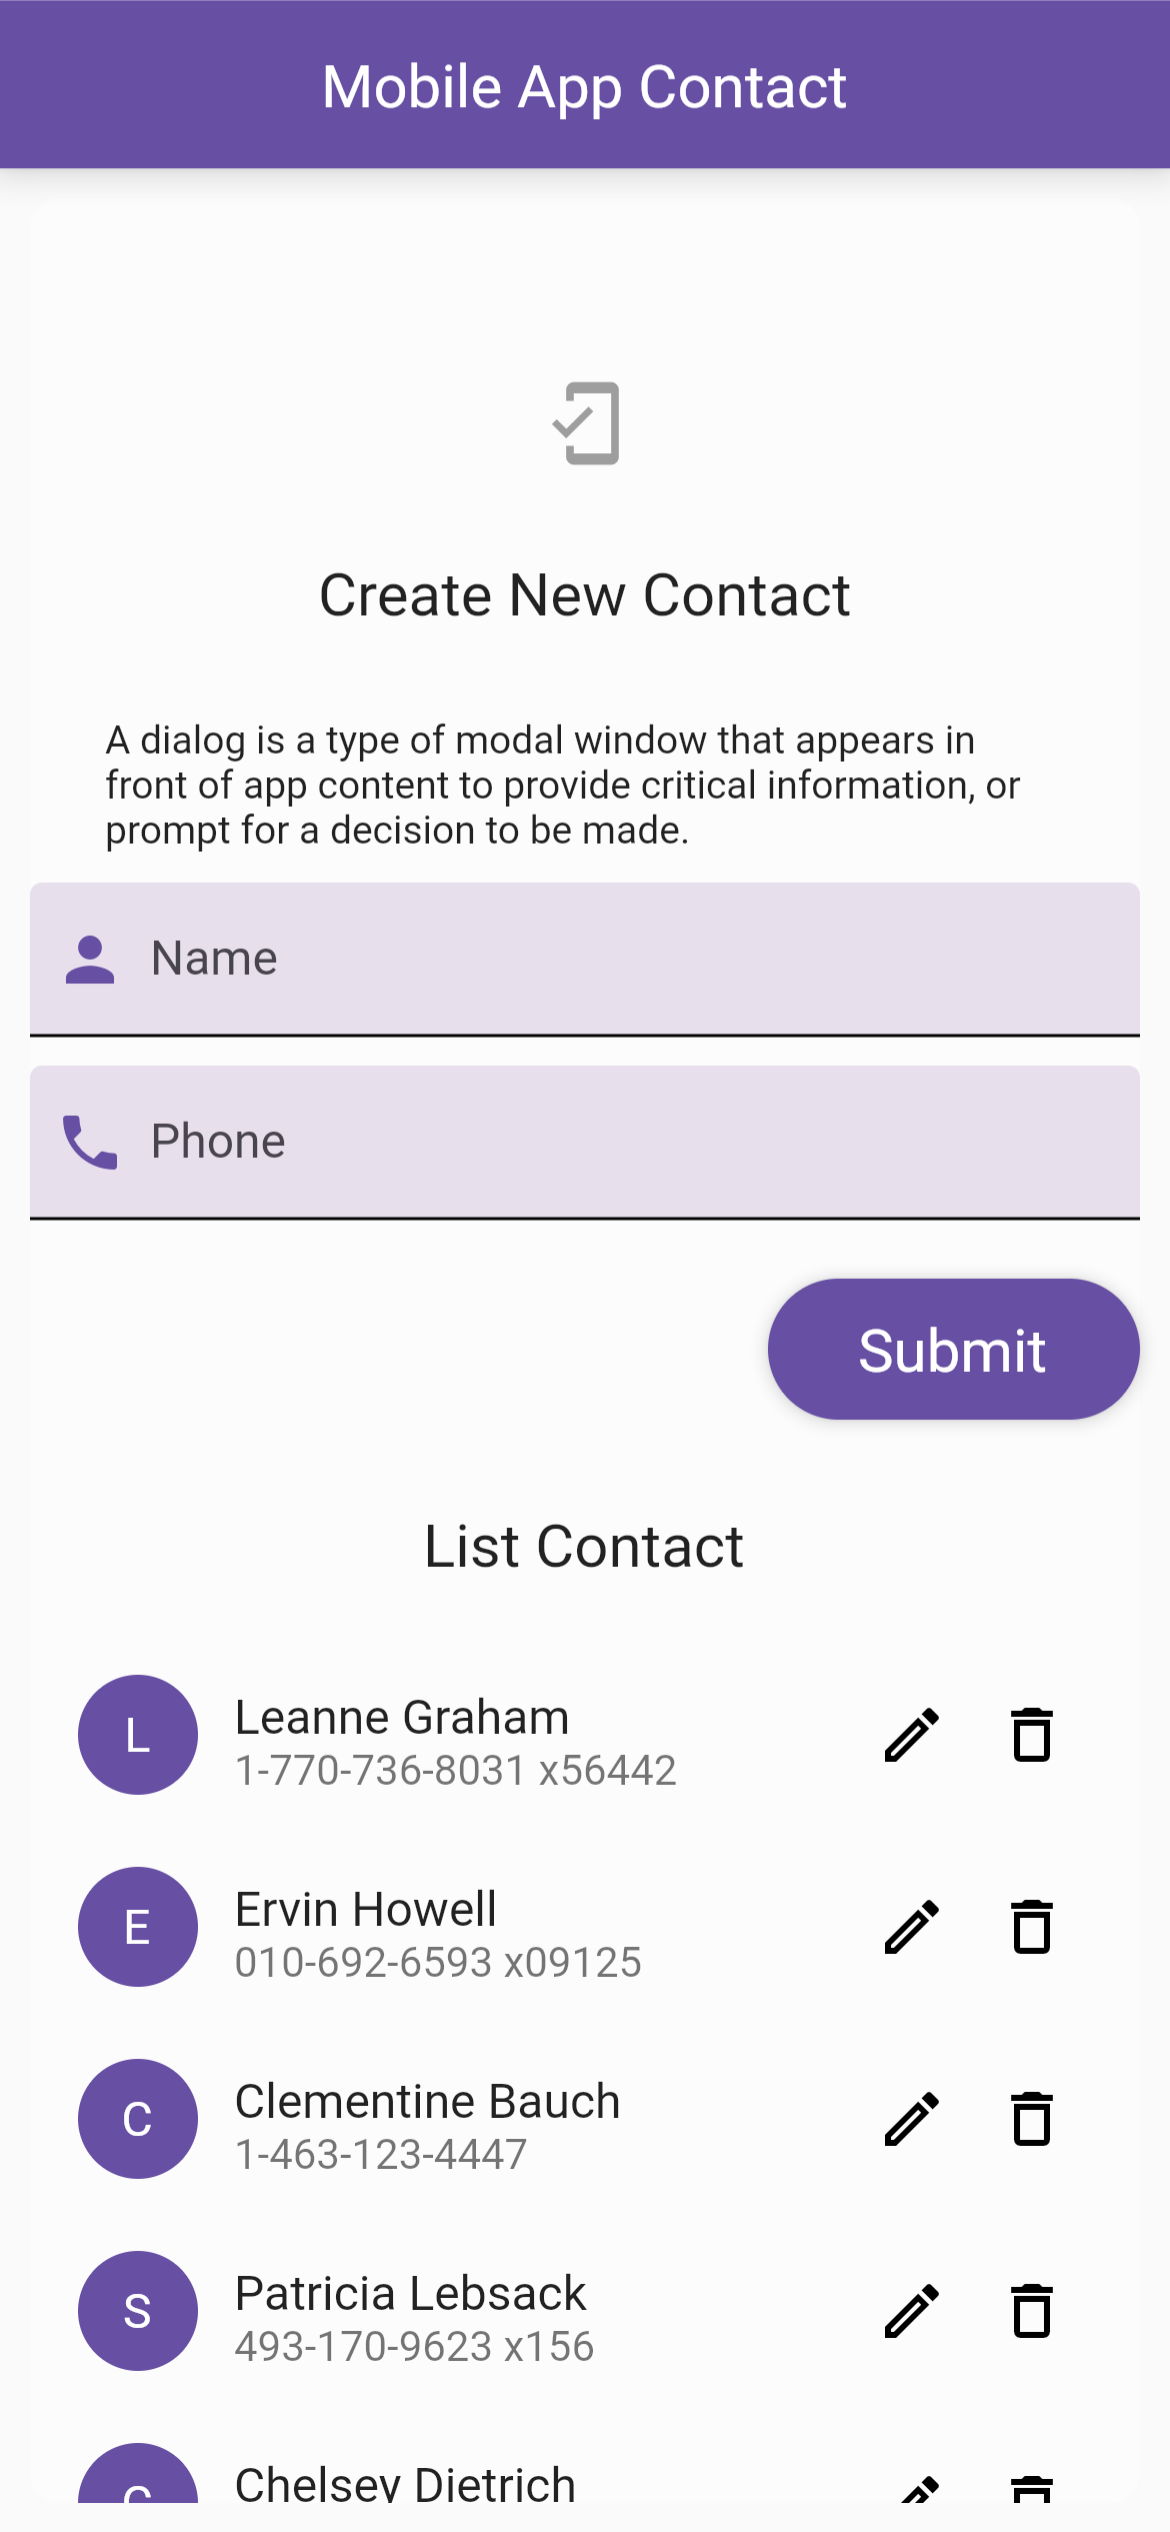 Mobile App Contact
Create New Contact
A dialog is a type of modal window that appears in
front of app content to provide critical information, or
prompt for a decision to be made.
Name
Phone
Submit
List Contact
L
Leanne Graham
1-770-736-8031 x56442
E
Ervin Howell
010-692-6593 x09125
C
Clementine Bauch
1-463-123-4447
S
Patricia Lebsack
493-170-9623 x156
Chelsey Dietrich